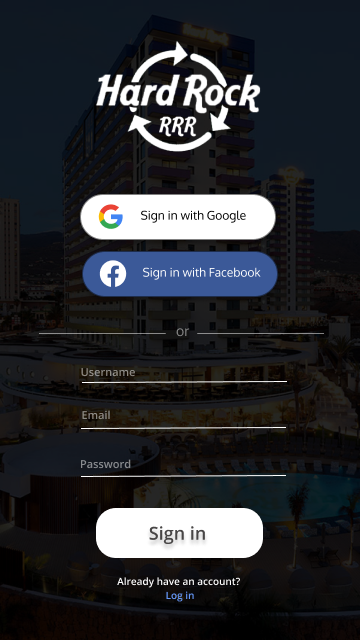 Hard Rock
RRR
Sign in with Google
Sign in with Facebook
or
Username
Email
Password
Sign in
Already have an account?
Log in